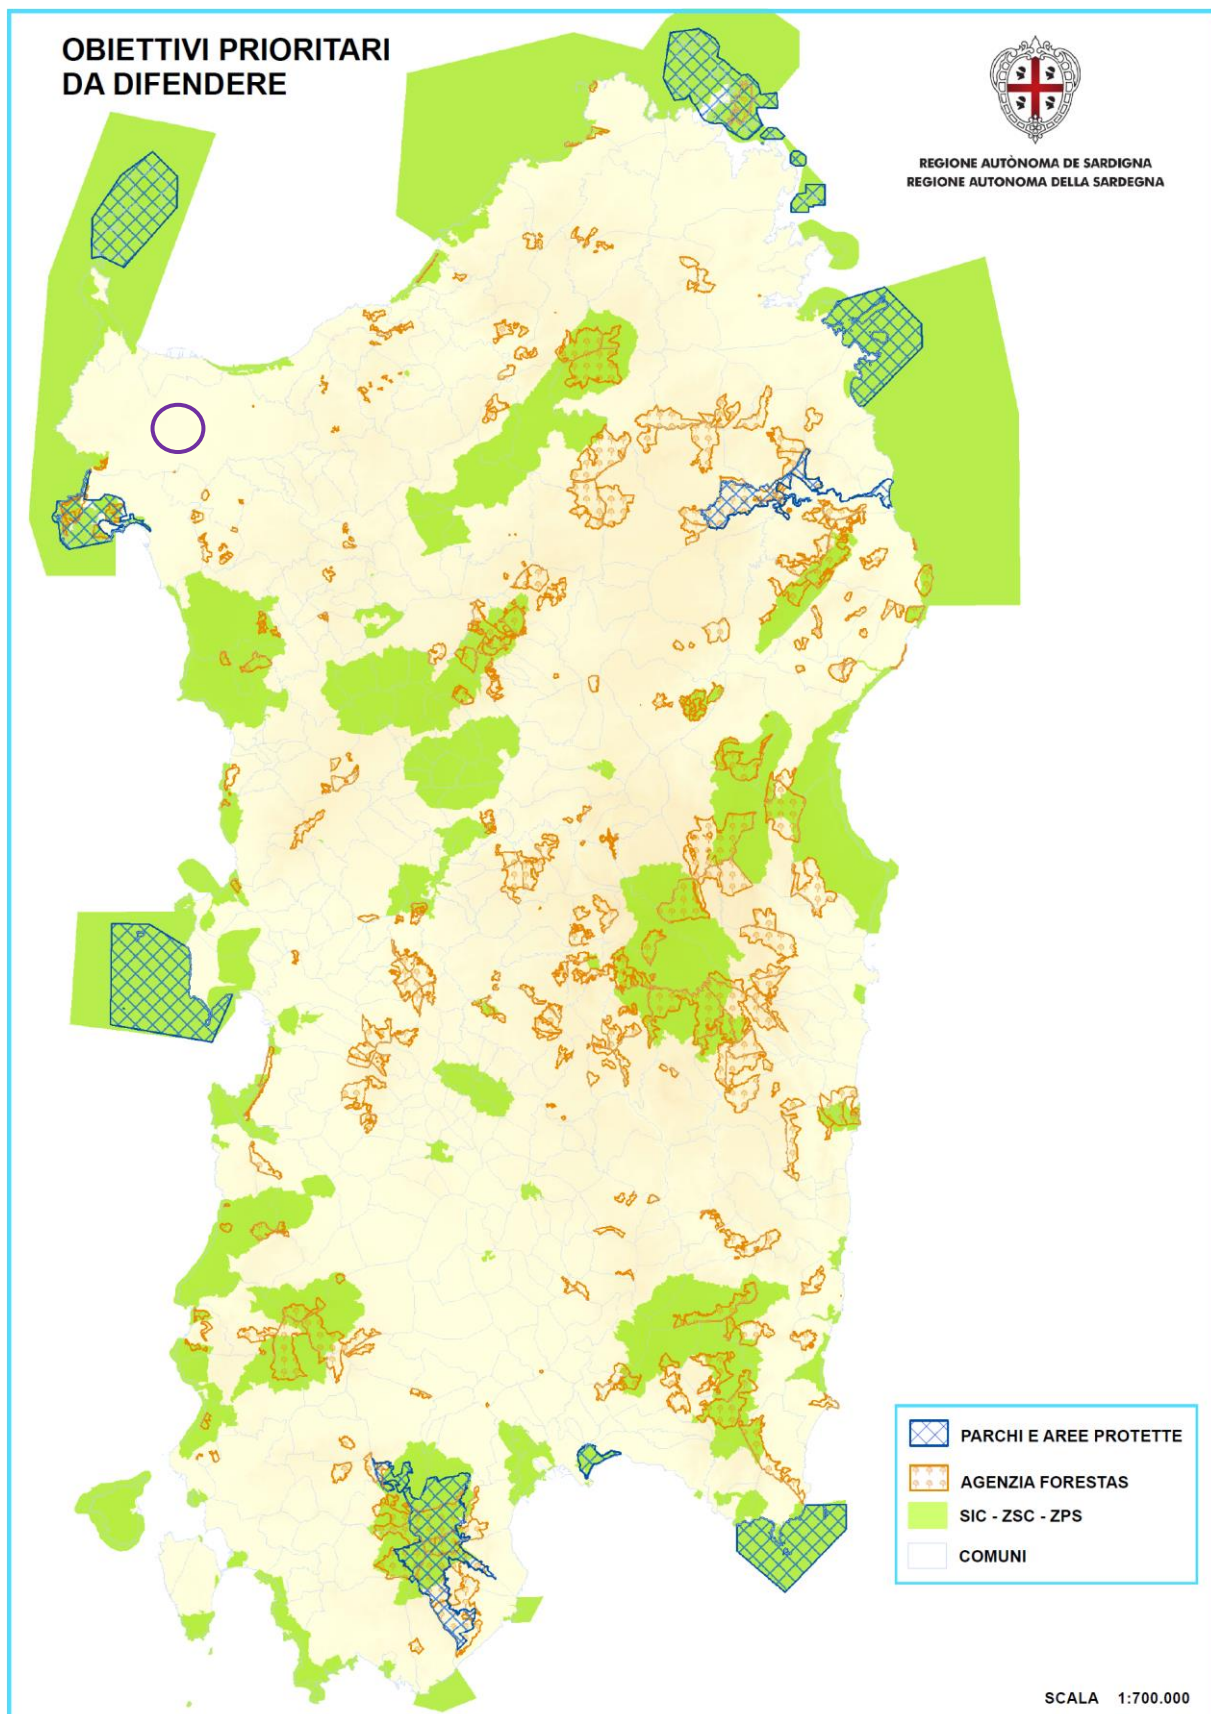 OBIETTIVI PRIORITARI
DA DIFENDERE
REGIONE AUTÒNOMA DE SARDIGNA
REGIONE AUTONOMA DELLA SARDEGNA
PARCHI E AREE PROTETTE
AGENZIA FORESTAS
SIC - ZSC - ZPS
COMUNI
SCALA 1:700.000